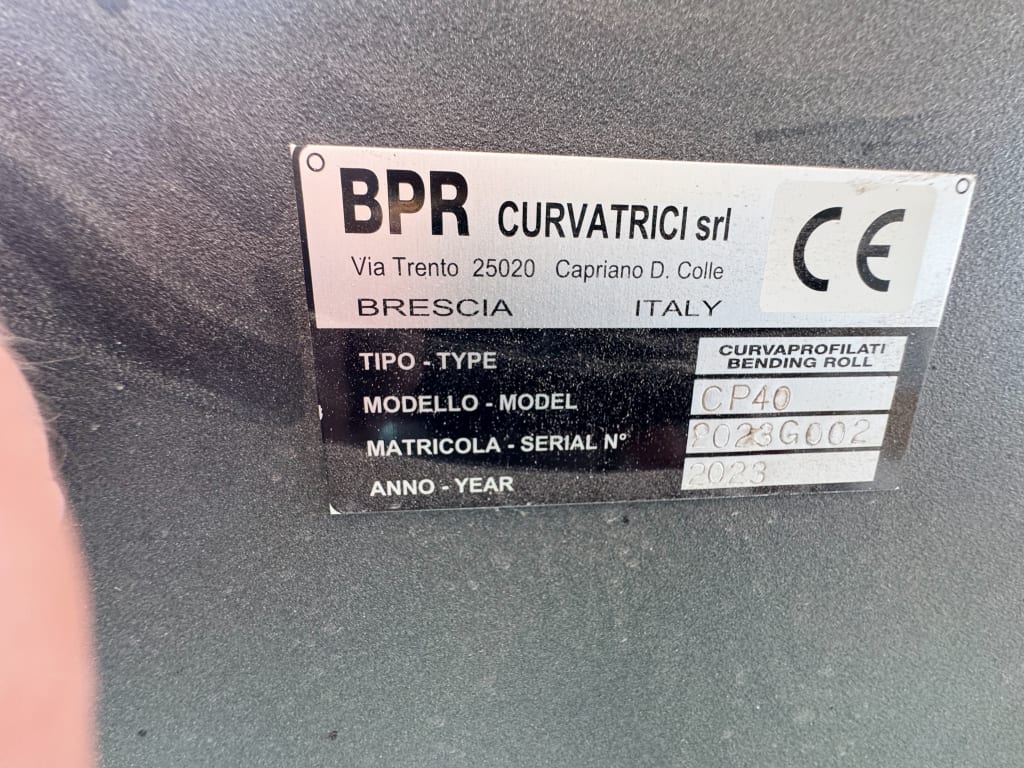 BPR CURVATRICI srl CE
Via Trento 25020 Capriano D. Colle
BRESCIA ITALY
TIPO - TYPE CURVAPROFILATI
BENDING ROLL
MODELLO - MODEL CP40
MATRICOLA - SERIAL N° 2023G002
ANNO - YEAR 2023